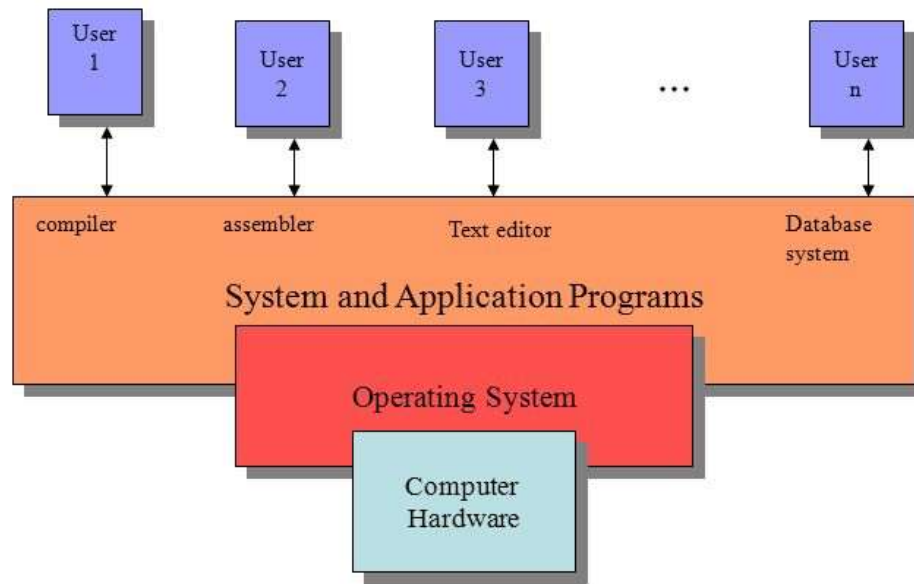 User
1
User
2
User
3
...
User
n
compiler
assembler
Text editor
Database
system
System and Application Programs
Operating System
Computer
Hardware